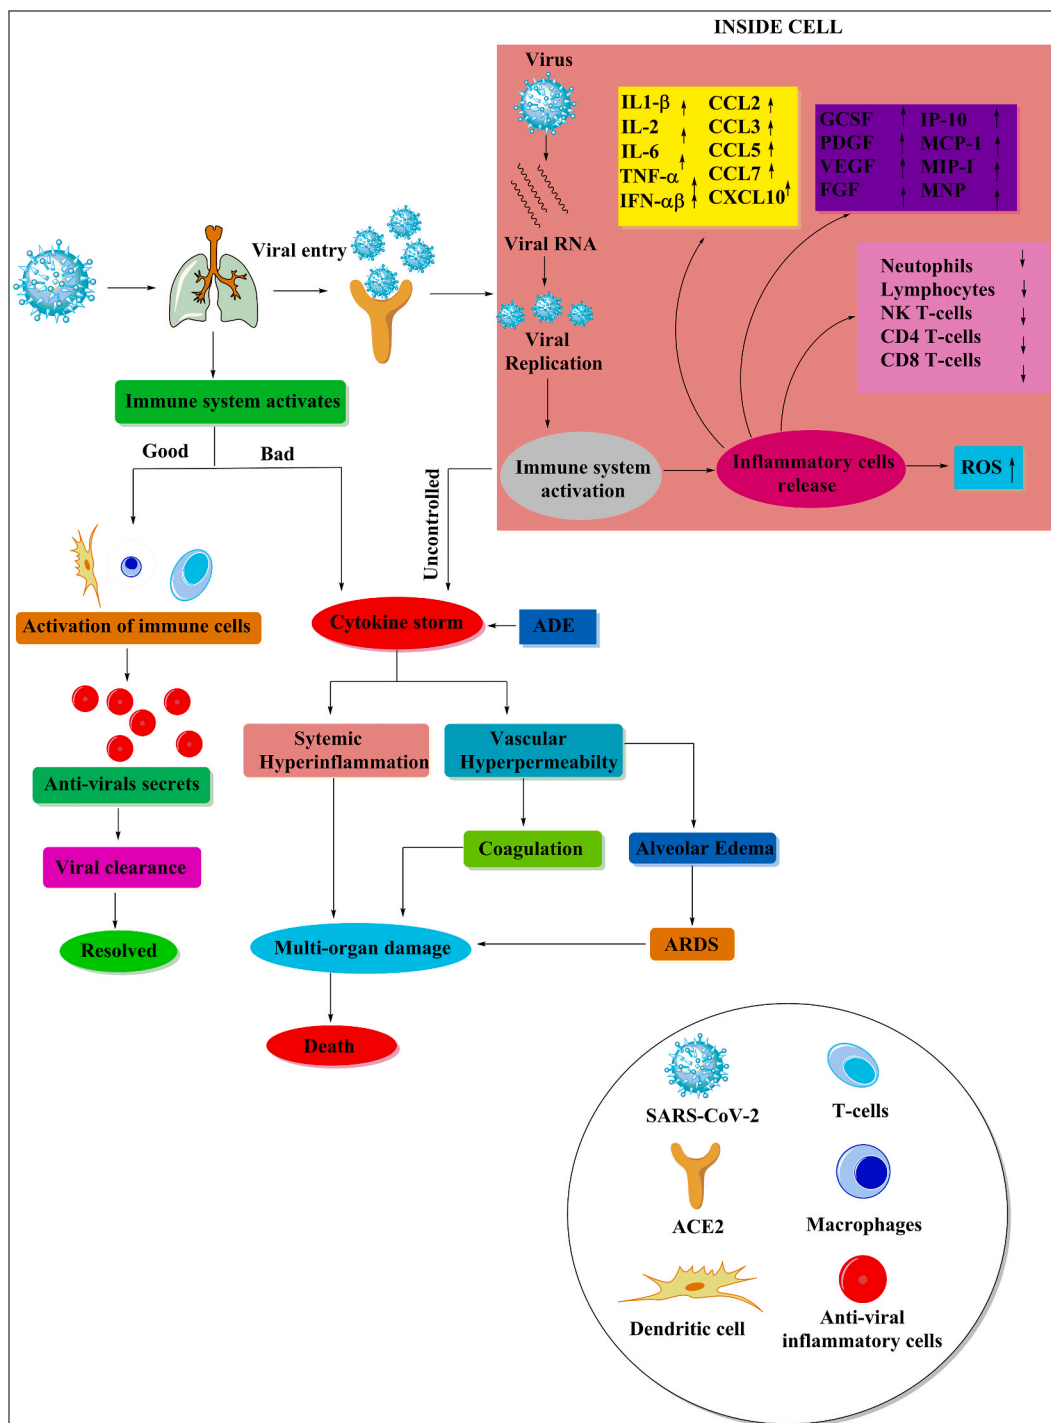 INSIDE CELL
Virus
IL1-β
IL-2
IL-6
TNF-α
IFN-αβ
CCL2
CCL3
CCL5
CCL7
CXCL10
GCSF
PDGF
VEGF
FGF
IP-10
MCP-1
MIP-I
MNP
Viral entry
Viral RNA
Neutophils
Lymphocytes
NK T-cells
CD4 T-cells
CD8 T-cells
Viral
Replication
Immune system activates
Good
Bad
Uncontrolled
Immune system
activation
Inflammatory cells
release
ROS
Activation of immune cells
Cytokine storm
ADE
Sytemic
Hyperinflammation
Vascular
Hyperpermeabilty
Anti-virals secrets
Coagulation
Alveolar Edema
Viral clearance
Resolved
Multi-organ damage
ARDS
Death
SARS-CoV-2
T-cells
ACE2
Macrophages
Dendritic cell
Anti-viral
inflammatory cells